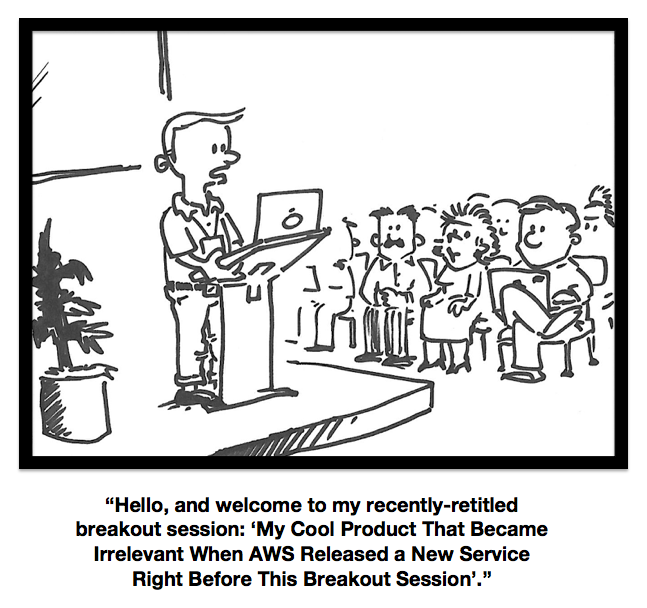 “Hello, and welcome to my recently-retitled
breakout session: ‘My Cool Product That Became
Irrelevant When AWS Released a New Service
Right Before This Breakout Session’.”